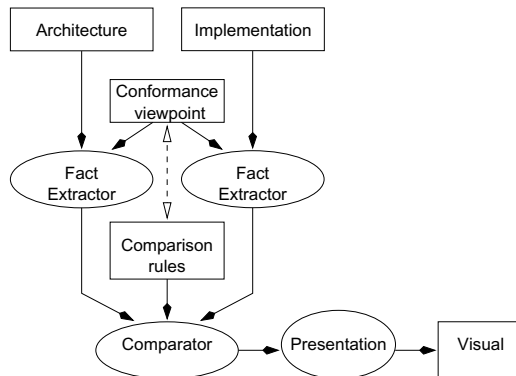 Architecture
Implementation
Conformance
viewpoint
Fact
Extractor
Fact
Extractor
Comparison
rules
Comparator
Presentation
Visual